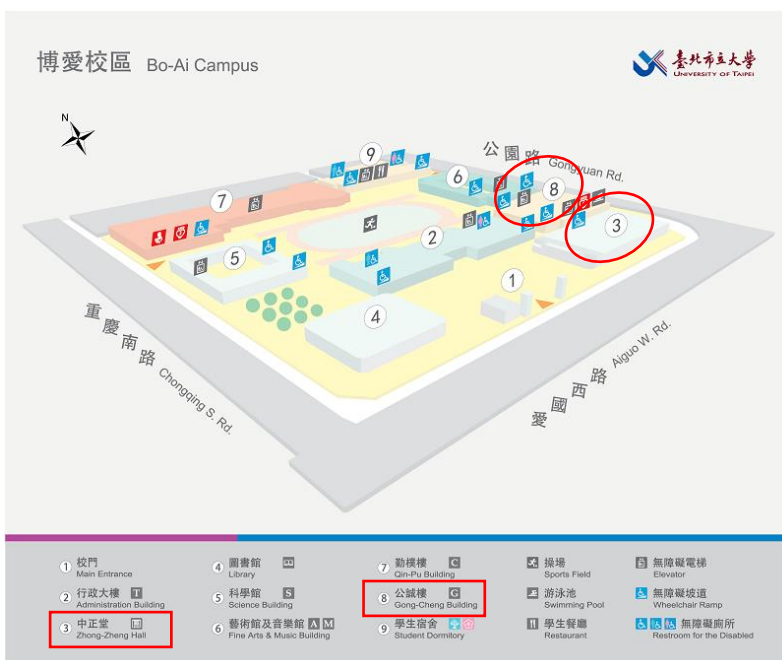 博愛校區 Bo-Ai Campus
臺北市立大學
UNIVERSITY OF TAIPEI
N
公園路 Gongyuan Rd.
9
6
8
7
3
2
5
1
4
重慶南路 Chongqing S. Rd.
愛國西路 Aiguo W. Rd.
1 校門
Main Entrance
2 行政大樓 T
Administration Building
3 中正堂
Zhong-Zheng Hall
4 圖書館
Library
5 科學館 S
Science Building
6 藝術館及音樂館 A M
Fine Arts & Music Building
7 勤樸樓 C
Qin-Pu Building
8 公誠樓 G
Gong-Cheng Building
9 學生宿舍
Student Dormitory
操場
Sports Field
游泳池
Swimming Pool
學生餐廳
Restaurant
無障礙電梯
Elevator
無障礙坡道
Wheelchair Ramp
無障礙廁所
Restroom for the Disabled